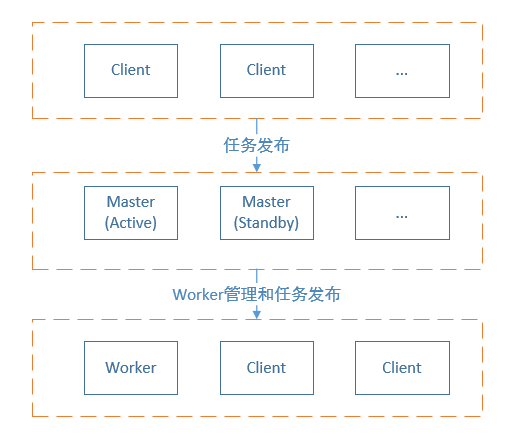 Client
Client
...
任务发布
Master
(Active)
Master
(Standby)
...
Worker管理和任务发布
Worker
Client
Client